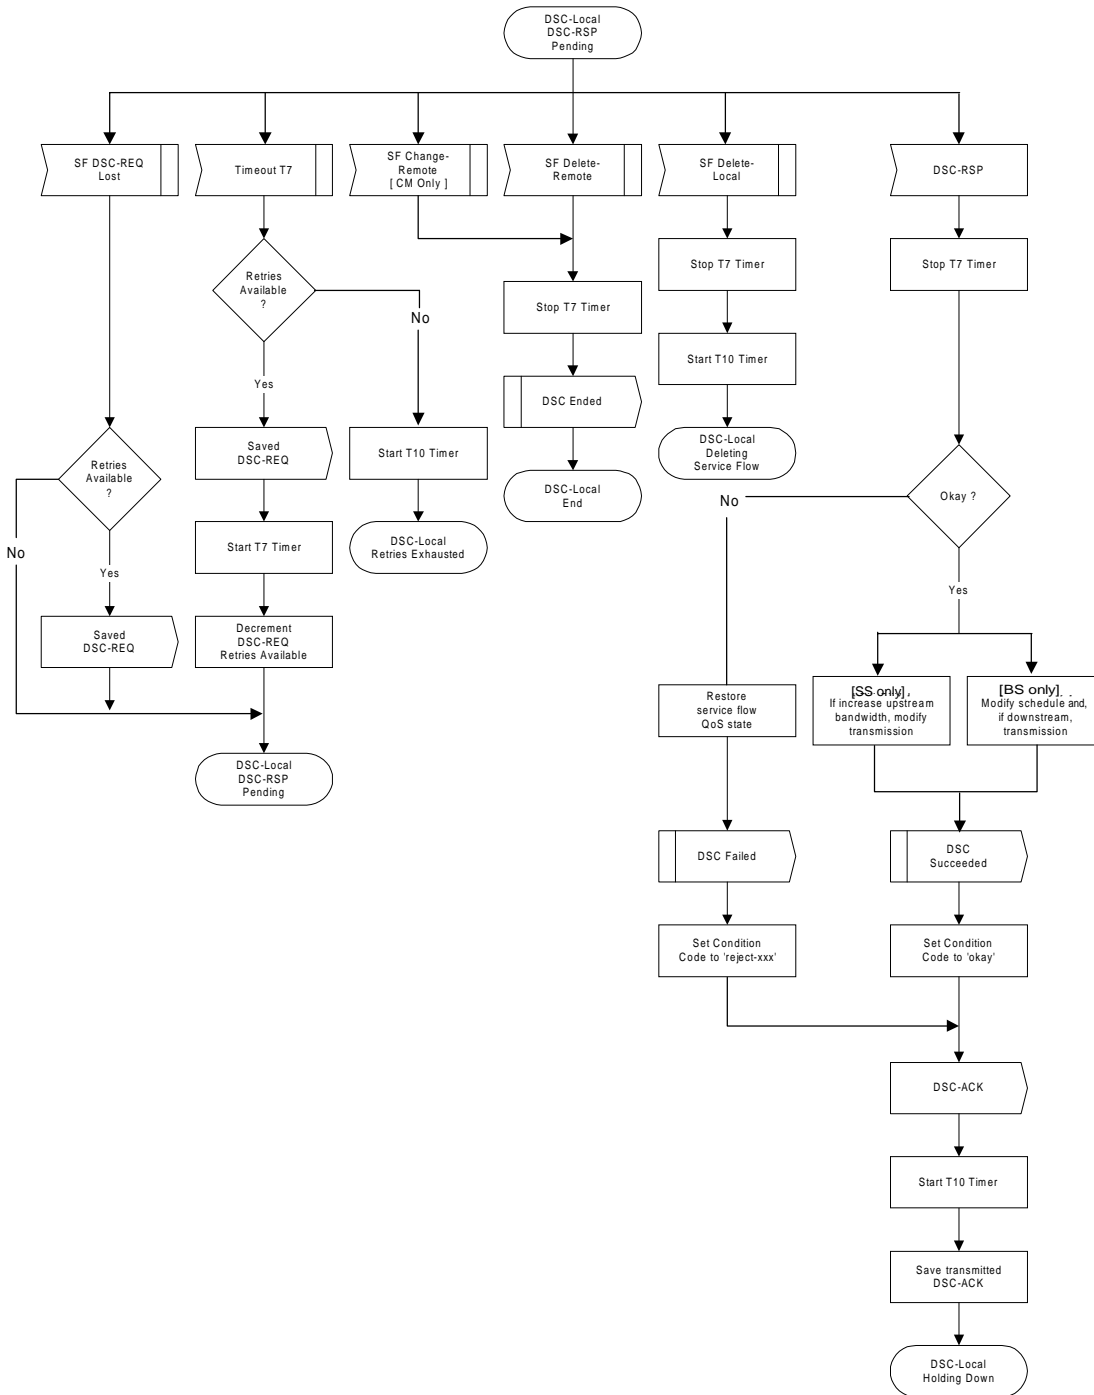 DSC-Local
DSC-RSP
Pending
SF DSC-REQ
Lost
Timeout T7
SF Change-
Remote
[ CM Only ]
SF Delete-
Remote
SF Delete-
Local
DSC-RSP
Retries
Available
?
No
Yes
Saved
DSC-REQ
Start T7 Timer
Decrement
DSC-REQ
Retries Available
Start T10 Timer
DSC-Local
Retries Exhausted
Stop T7 Timer
DSC Ended
DSC-Local
End
Stop T7 Timer
Start T10 Timer
DSC-Local
Deleting
Service Flow
Stop T7 Timer
Okay ?
No
Yes
Retries
Available
?
No
Yes
Saved
DSC-REQ
DSC-Local
DSC-RSP
Pending
Restore
service flow
QoS state
[SS only]
If increase upstream
bandwidth, modify
transmission
[BS only]
Modify schedule and,
if downstream,
transmission
DSC Failed
DSC
Succeeded
Set Condition
Code to 'reject-xxx'
Set Condition
Code to 'okay'
DSC-ACK
Start T10 Timer
Save transmitted
DSC-ACK
DSC-Local
Holding Down